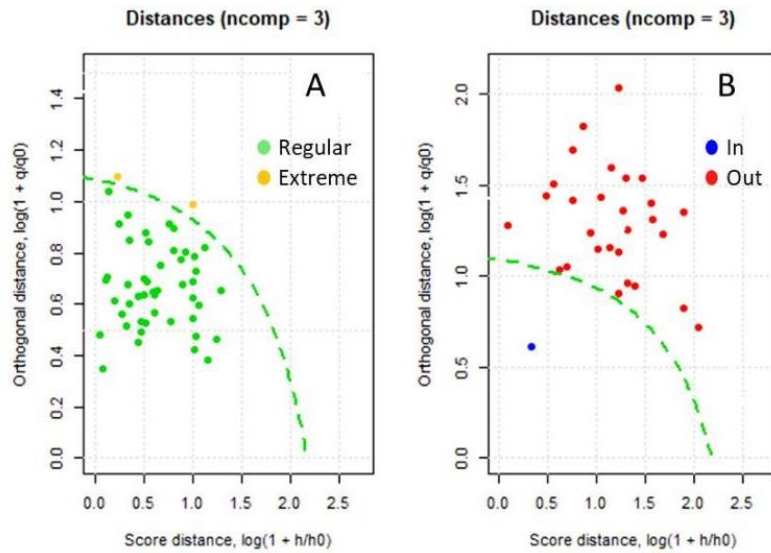 Distances (ncomp = 3)
A
Regular
Extreme
Orthogonal distance, log(1 + q/q0)
1.4
1.2
1.0
0.8
0.6
0.4
0.2
0.0
0.0 0.5 1.0 1.5 2.0 2.5
Score distance, log(1 + h/h0)
Distances (ncomp = 3)
B
In
Out
Orthogonal distance, log(1 + q/q0)
2.0
1.5
1.0
0.5
0.0
0.0 0.5 1.0 1.5 2.0 2.5
Score distance, log(1 + h/h0)